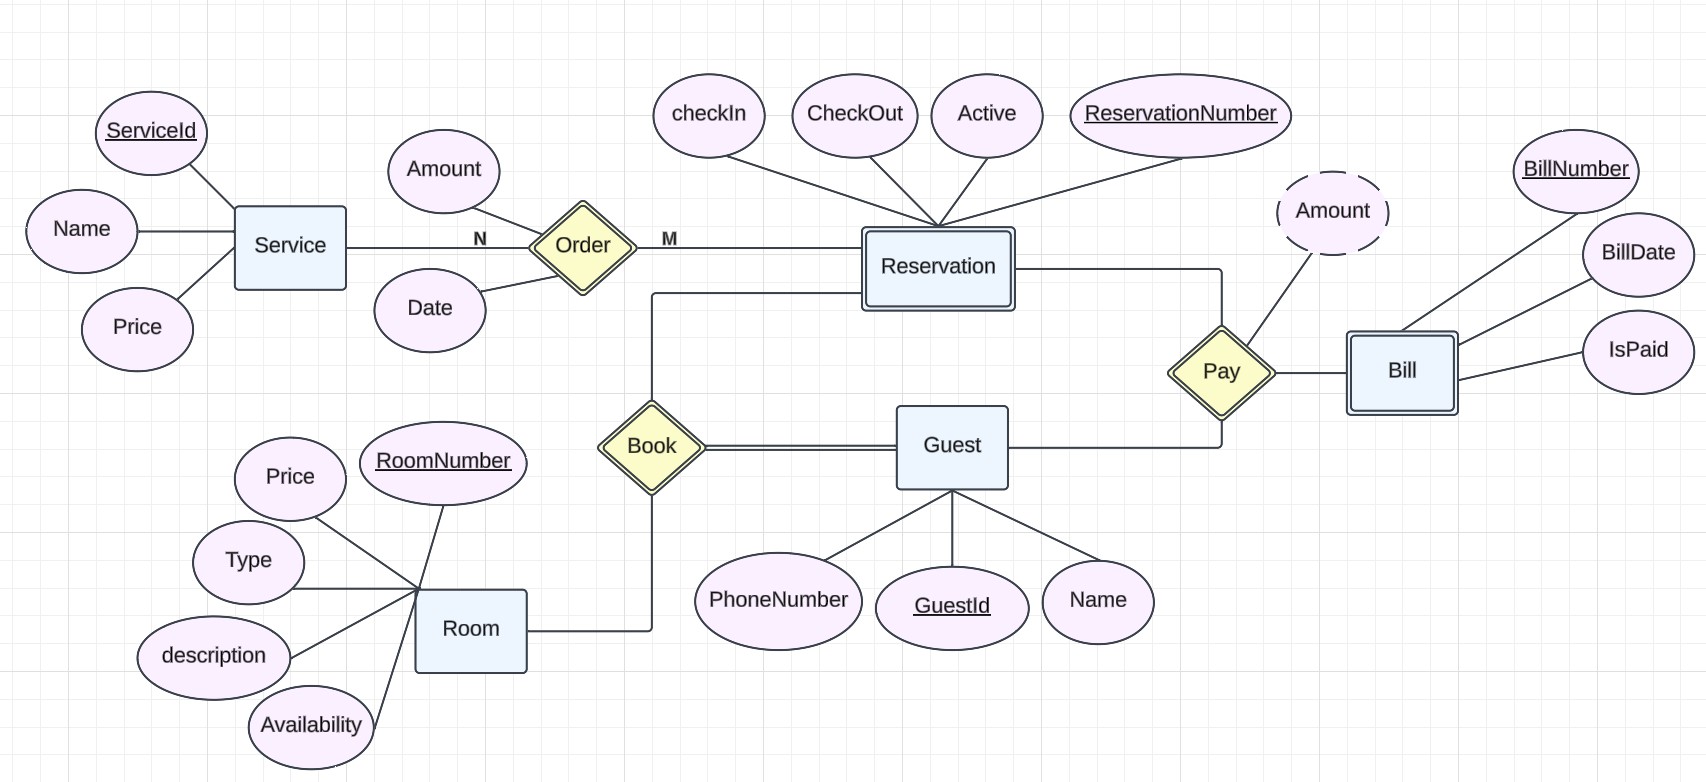 checkIn
CheckOut
Active
ReservationNumber
ServiceId
Amount
BillNumber
Name
Service
N
Order
M
Reservation
Amount
BillDate
Price
Date
IsPaid
Pay
Bill
Price
RoomNumber
Book
Guest
Type
description
Room
PhoneNumber
GuestId
Name
Availability